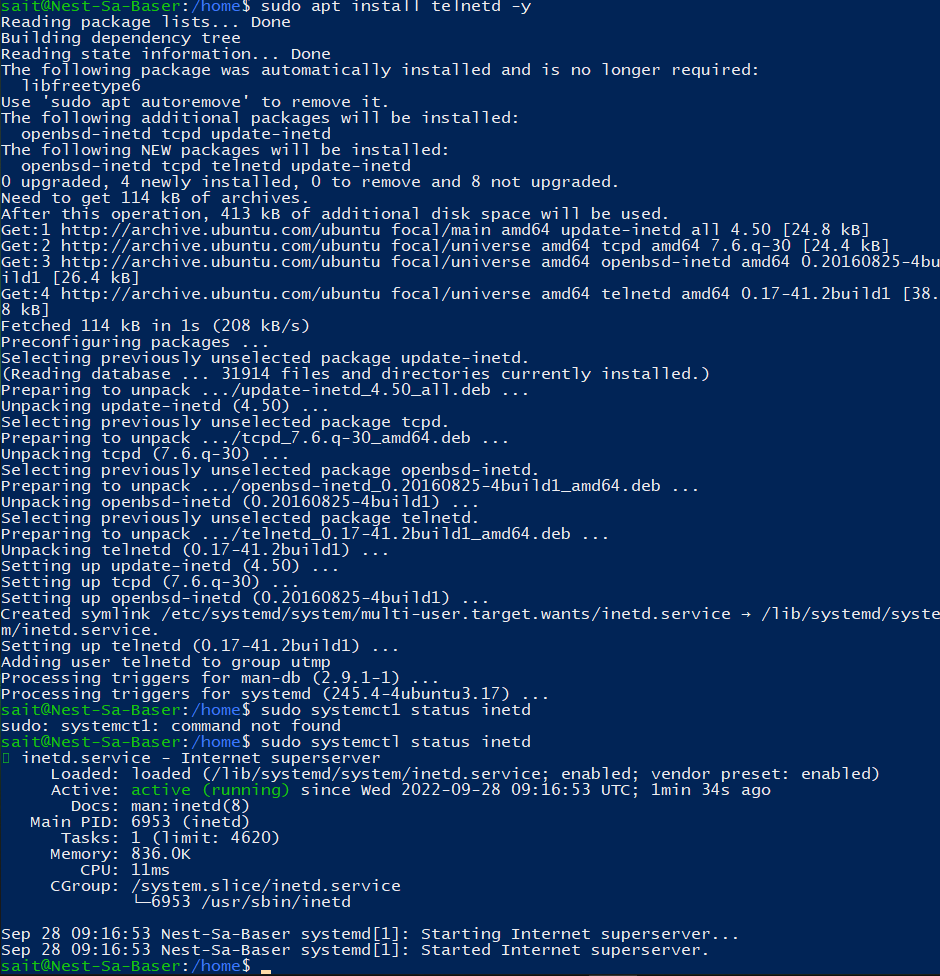 sait@Nest-Sa-Baser:/home$ sudo apt install telnetd -y
Reading package lists... Done
Building dependency tree
Reading state information... Done
The following package was automatically installed and is no longer required:
  libfreetype6
Use 'sudo apt autoremove' to remove it.
The following additional packages will be installed:
  openbsd-inetd tcpd update-inetd
The following NEW packages will be installed:
  openbsd-inetd tcpd telnetd update-inetd
0 upgraded, 4 newly installed, 0 to remove and 8 not upgraded.
Need to get 114 kB of archives.
After this operation, 413 kB of additional disk space will be used.
Get:1 http://archive.ubuntu.com/ubuntu focal/main amd64 update-inetd all 4.50 [24.8 kB]
Get:2 http://archive.ubuntu.com/ubuntu focal/universe amd64 tcpd amd64 7.6.q-30 [24.4 kB]
Get:3 http://archive.ubuntu.com/ubuntu focal/universe amd64 openbsd-inetd amd64 0.20160825-4bu
ild1 [26.4 kB]
Get:4 http://archive.ubuntu.com/ubuntu focal/universe amd64 telnetd amd64 0.17-41.2build1 [38.
8 kB]
Fetched 114 kB in 1s (208 kB/s)
Preconfiguring packages ...
Selecting previously unselected package update-inetd.
(Reading database ... 31914 files and directories currently installed.)
Preparing to unpack .../update-inetd_4.50_all.deb ...
Unpacking update-inetd (4.50) ...
Selecting previously unselected package tcpd.
Preparing to unpack .../tcpd_7.6.q-30_amd64.deb ...
Unpacking tcpd (7.6.q-30) ...
Selecting previously unselected package openbsd-inetd.
Preparing to unpack .../openbsd-inetd_0.20160825-4build1_amd64.deb ...
Unpacking openbsd-inetd (0.20160825-4build1) ...
Selecting previously unselected package telnetd.
Preparing to unpack .../telnetd_0.17-41.2build1_amd64.deb ...
Unpacking telnetd (0.17-41.2build1) ...
Setting up update-inetd (4.50) ...
Setting up tcpd (7.6.q-30) ...
Setting up openbsd-inetd (0.20160825-4build1) ...
Created symlink /etc/systemd/system/multi-user.target.wants/inetd.service → /lib/systemd/syste
m/inetd.service.
Setting up telnetd (0.17-41.2build1) ...
Adding user telnetd to group utmp
Processing triggers for man-db (2.9.1-1) ...
Processing triggers for systemd (245.4-4ubuntu3.17) ...
sait@Nest-Sa-Baser:/home$ sudo systemct1 status inetd
sudo: systemct1: command not found
sait@Nest-Sa-Baser:/home$ sudo systemctl status inetd
▯ inetd.service - Internet superserver
     Loaded: loaded (/lib/systemd/system/inetd.service; enabled; vendor preset: enabled)
     Active: active (running) since Wed 2022-09-28 09:16:53 UTC; 1min 34s ago
       Docs: man:inetd(8)
   Main PID: 6953 (inetd)
      Tasks: 1 (limit: 4620)
     Memory: 836.0K
        CPU: 11ms
     CGroup: /system.slice/inetd.service
             └─6953 /usr/sbin/inetd
Sep 28 09:16:53 Nest-Sa-Baser systemd[1]: Starting Internet superserver...
Sep 28 09:16:53 Nest-Sa-Baser systemd[1]: Started Internet superserver.
sait@Nest-Sa-Baser:/home$